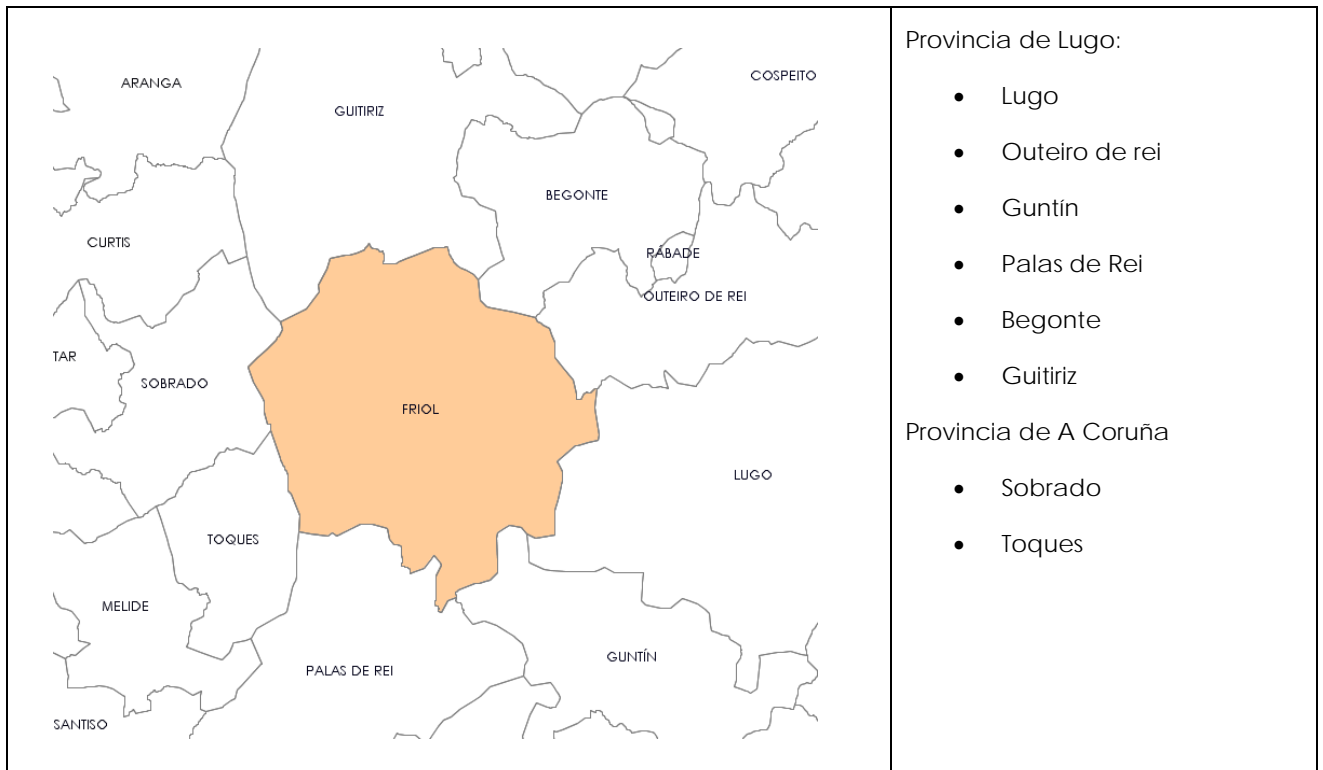 ARANGA
COSPEITO
GUITIRIZ
BEGONTE
CURTIS
RÁBADE
OUTEIRO DE REI
TAR
SOBRADO
FRIOL
LUGO
TOQUES
MELIDE
GUNTÍN
PALAS DE REI
SANTISO
Provincia de Lugo:
• Lugo
• Outeiro de rei
• Guntín
• Palas de Rei
• Begonte
• Guitiriz
Provincia de A Coruña
• Sobrado
• Toques